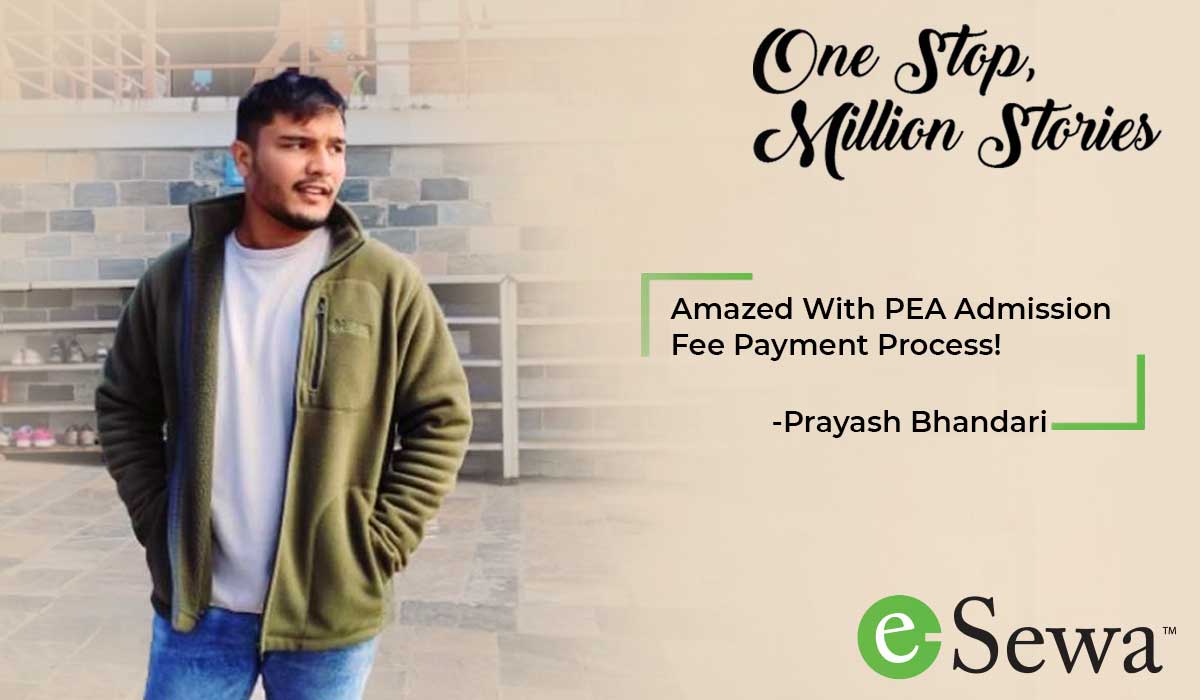 One Stop,
Million Stories
Amazed With PEA Admission
Fee Payment Process!
-Prayash Bhandari
eSewa™